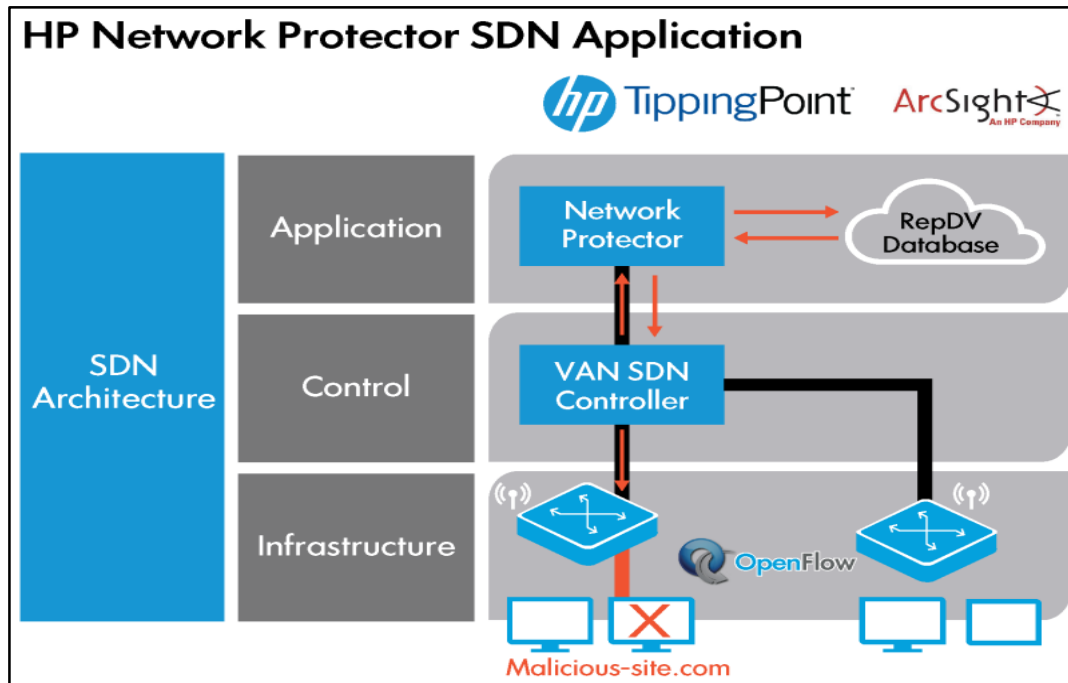 HP Network Protector SDN Application
hp TippingPoint
ArcSight
An HP Company
SDN
Architecture
Application
Network
Protector
RepDV
Database
Control
VAN SDN
Controller
Infrastructure
OpenFlow
Malicious-site.com